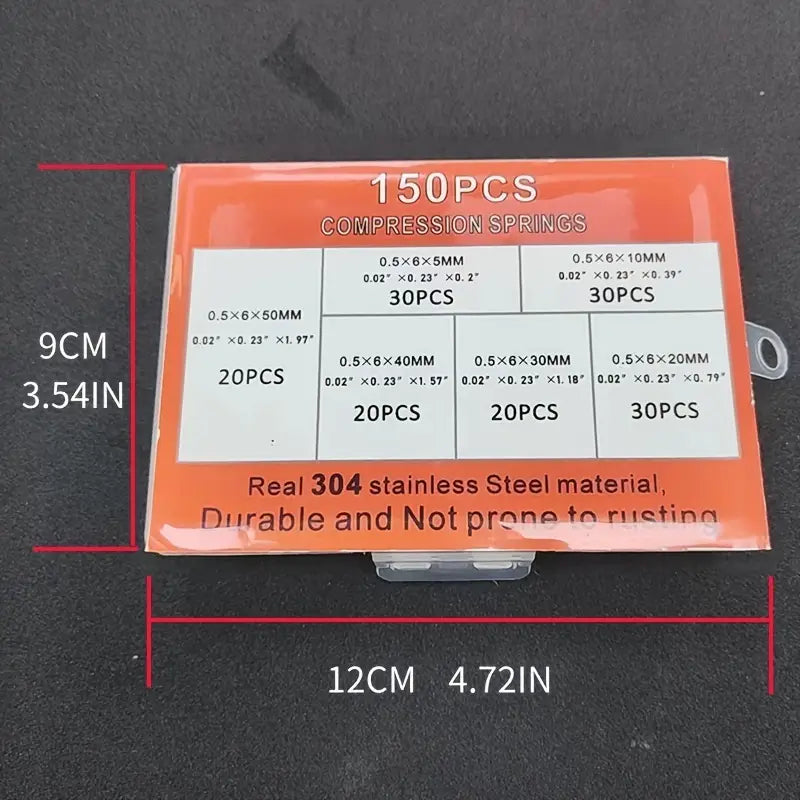 150PCS
COMPRESSION SPRINGS
0.5×6×50MM
0.02" ×0.23" ×1.97"
20PCS
0.5×6×5MM
0.02" ×0.23" ×0.2"
30PCS
0.5×6×10MM
0.02" ×0.23" ×0.39"
30PCS
0.5×6×40MM
0.02" ×0.23" ×1.57"
20PCS
0.5×6×30MM
0.02" ×0.23" ×1.18"
20PCS
0.5×6×20MM
0.02" ×0.23" ×0.79"
30PCS
Real 304 stainless Steel material,
Durable and Not prone to rusting
9CM
3.54IN
12CM 4.72IN